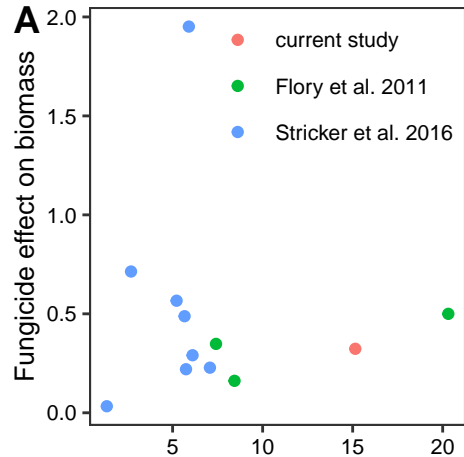 A
Fungicide effect on biomass
2.0
1.5
1.0
0.5
0.0
current study
Flory et al. 2011
Stricker et al. 2016
5 10 15 20